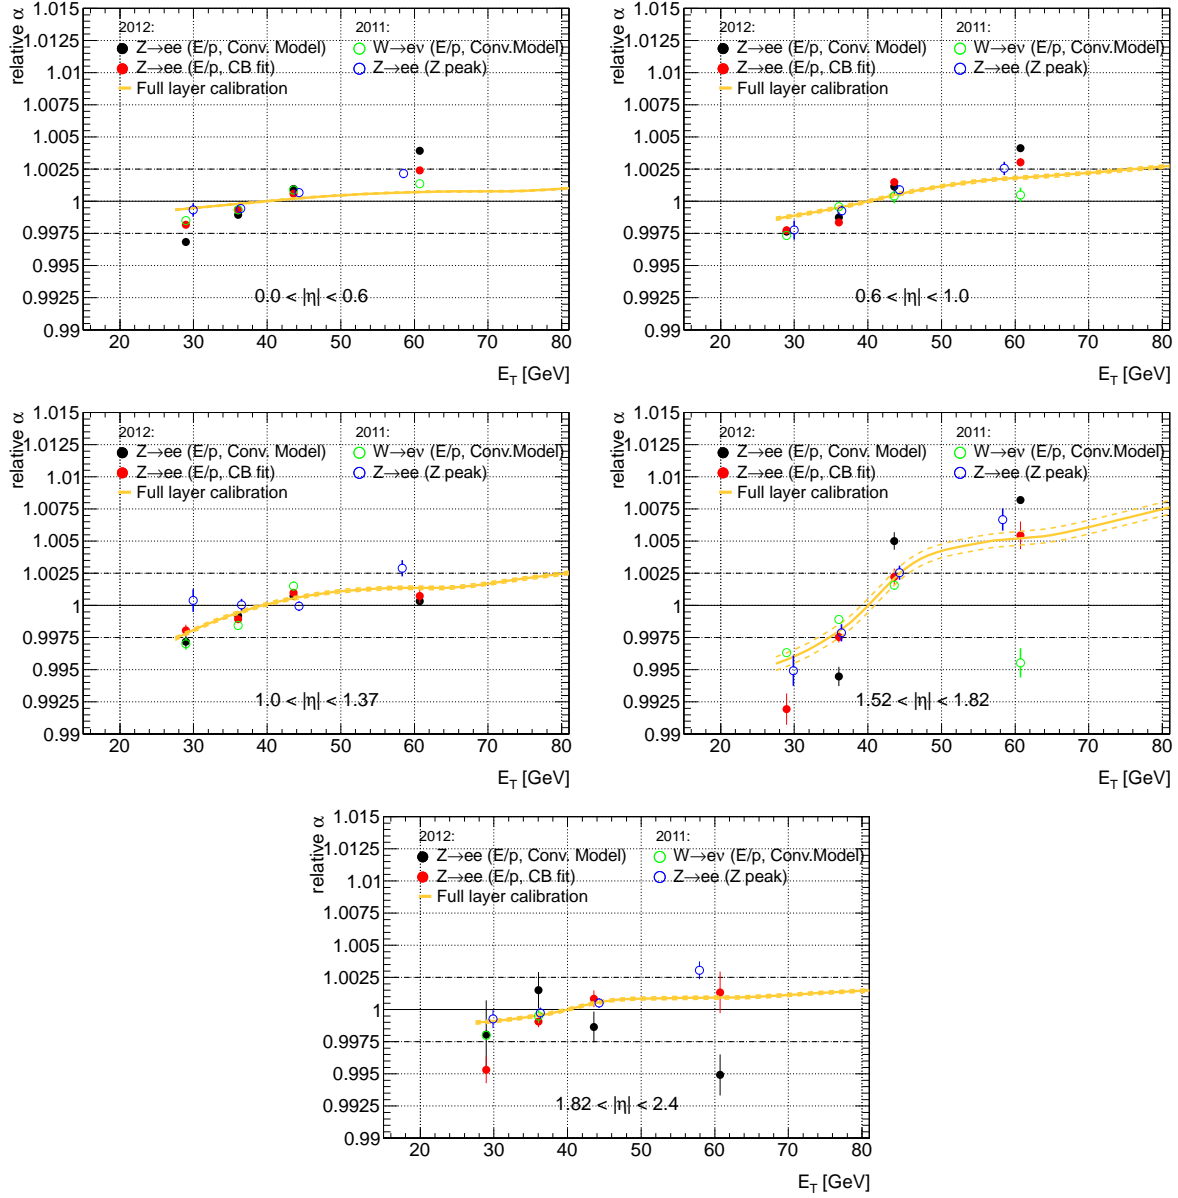 relative α
1.015
1.0125
1.01
1.0075
1.005
1.0025
1
0.9975
0.995
0.9925
0.99
2012: 2011:
Z→ee (E/p, Conv. Model) W→eν (E/p, Conv.Model)
Z→ee (E/p, CB fit) Z→ee (Z peak)
Full layer calibration
0.0 < |η| < 0.6
20 30 40 50 60 70 80
E_T [GeV]
relative α
1.015
1.0125
1.01
1.0075
1.005
1.0025
1
0.9975
0.995
0.9925
0.99
2012: 2011:
Z→ee (E/p, Conv. Model) W→eν (E/p, Conv.Model)
Z→ee (E/p, CB fit) Z→ee (Z peak)
Full layer calibration
0.6 < |η| < 1.0
20 30 40 50 60 70 80
E_T [GeV]
relative α
1.015
1.0125
1.01
1.0075
1.005
1.0025
1
0.9975
0.995
0.9925
0.99
2012: 2011:
Z→ee (E/p, Conv. Model) W→eν (E/p, Conv.Model)
Z→ee (E/p, CB fit) Z→ee (Z peak)
Full layer calibration
1.0 < |η| < 1.37
20 30 40 50 60 70 80
E_T [GeV]
relative α
1.015
1.0125
1.01
1.0075
1.005
1.0025
1
0.9975
0.995
0.9925
0.99
2012: 2011:
Z→ee (E/p, Conv. Model) W→eν (E/p, Conv.Model)
Z→ee (E/p, CB fit) Z→ee (Z peak)
Full layer calibration
1.52 < |η| < 1.82
20 30 40 50 60 70 80
E_T [GeV]
relative α
1.015
1.0125
1.01
1.0075
1.005
1.0025
1
0.9975
0.995
0.9925
0.99
2012: 2011:
Z→ee (E/p, Conv. Model) W→eν (E/p, Conv.Model)
Z→ee (E/p, CB fit) Z→ee (Z peak)
Full layer calibration
1.82 < |η| < 2.4
20 30 40 50 60 70 80
E_T [GeV]